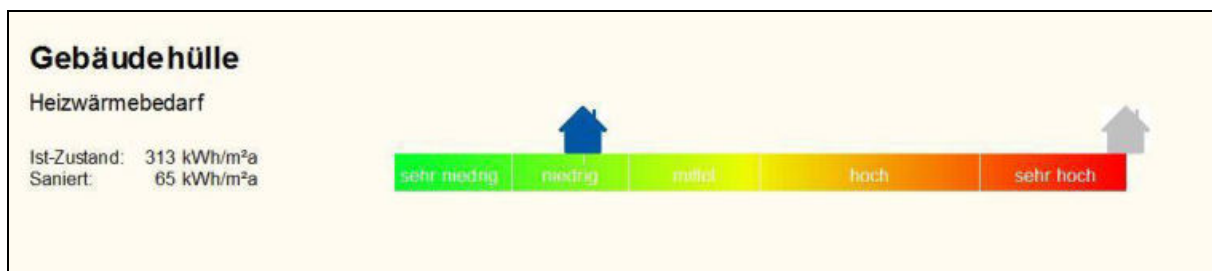 Gebäudehülle
Heizwärmebedarf
Ist-Zustand: 313 kWh/m²a
Saniert: 65 kWh/m²a
sehr niedrig niedrig mittel hoch sehr hoch